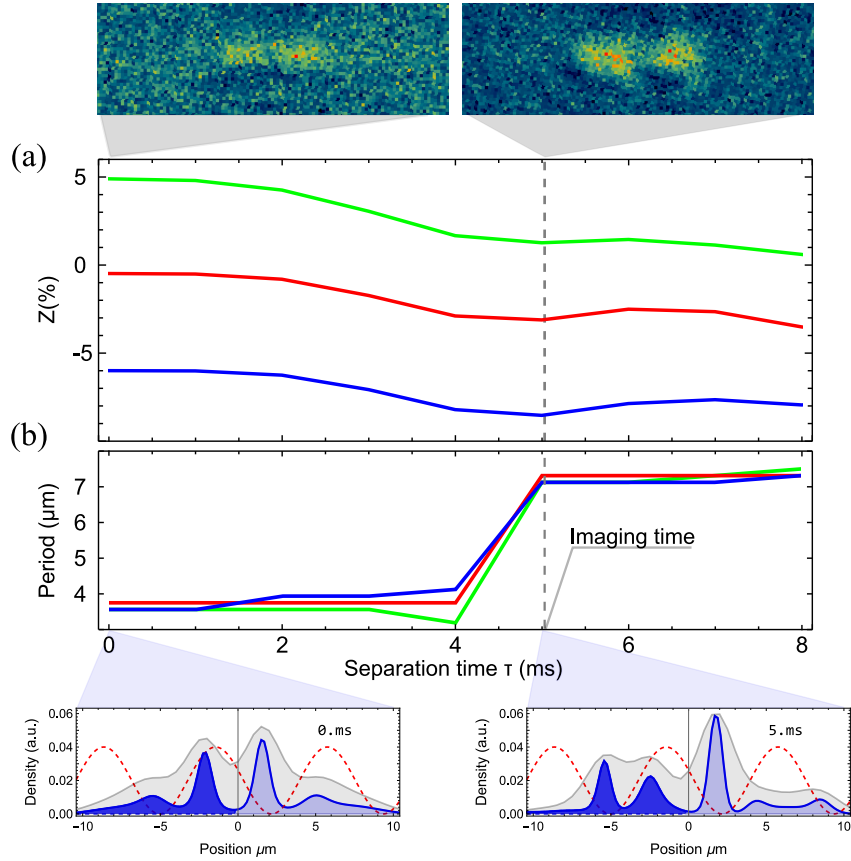 (a)
5
0
-5
Z(%)
(b)
7
6
5
4
Period (μm)
Imaging time
0 2 4 6 8
Separation time τ (ms)
0.06
0.04
0.02
0.00
Density (a.u.)
0.ms
-10 -5 0 5 10
Position μm
0.06
0.04
0.02
0.00
Density (a.u.)
5.ms
-10 -5 0 5 10
Position μm